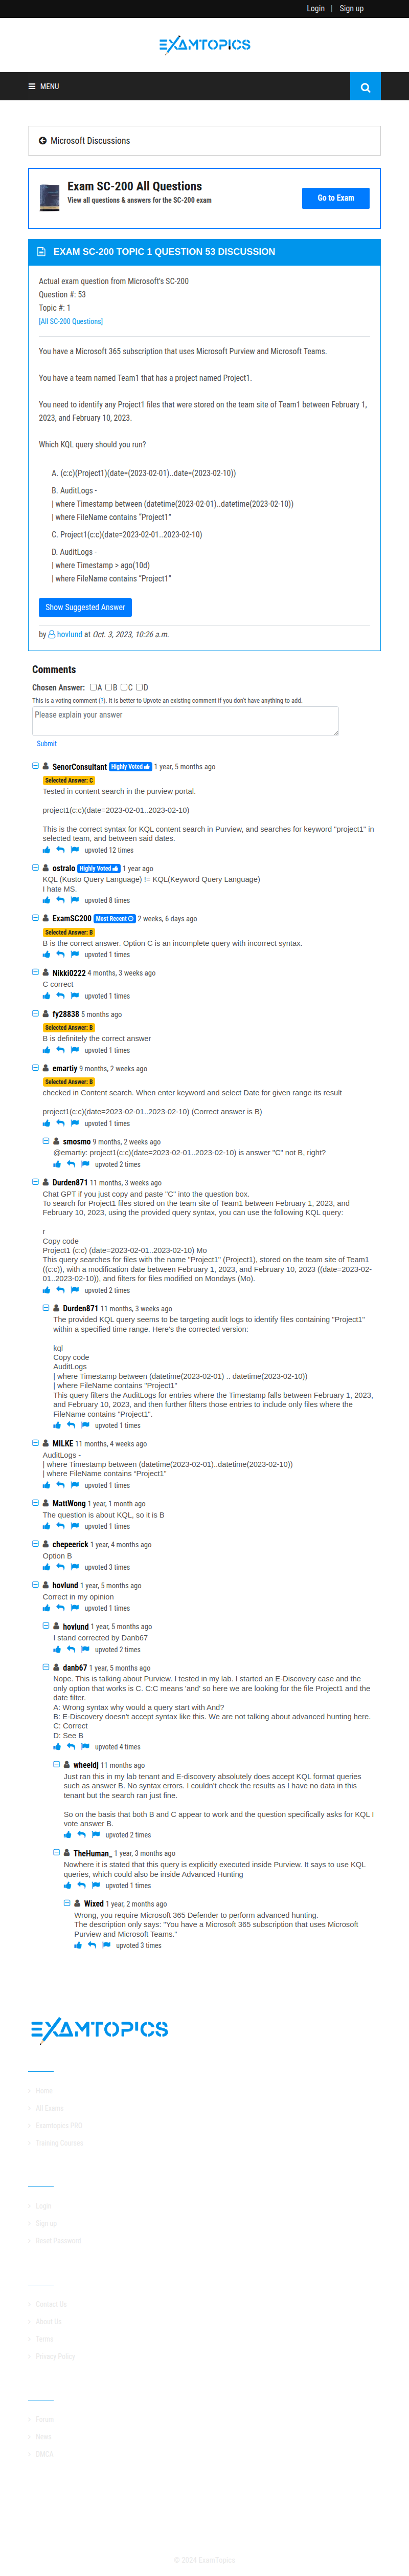 Login | Sign up
EXAMTOPICS
MENU
Microsoft Discussions
Exam SC-200 All Questions
View all questions & answers for the SC-200 exam
Go to Exam
EXAM SC-200 TOPIC 1 QUESTION 53 DISCUSSION
Actual exam question from Microsoft's SC-200
Question #: 53
Topic #: 1
[All SC-200 Questions]
You have a Microsoft 365 subscription that uses Microsoft Purview and Microsoft Teams.
You have a team named Team1 that has a project named Project1.
You need to identify any Project1 files that were stored on the team site of Team1 between February 1,
2023, and February 10, 2023.
Which KQL query should you run?
A. (c:c)(Project1)(date=(2023-02-01)..date=(2023-02-10))
B. AuditLogs -
| where Timestamp between (datetime(2023-02-01)..datetime(2023-02-10))
| where FileName contains “Project1”
C. Project1(c:c)(date=2023-02-01..2023-02-10)
D. AuditLogs -
| where Timestamp > ago(10d)
| where FileName contains “Project1”
Show Suggested Answer
by hovlund at Oct. 3, 2023, 10:26 a.m.
Comments
Chosen Answer: A B C D
This is a voting comment (?). It is better to Upvote an existing comment if you don't have anything to add.
Please explain your answer
Submit
SenorConsultant Highly Voted 1 year, 5 months ago
Selected Answer: C
Tested in content search in the purview portal.
project1(c:c)(date=2023-02-01..2023-02-10)
This is the correct syntax for KQL content search in Purview, and searches for keyword "project1" in
selected team, and between said dates.
upvoted 12 times
ostralo Highly Voted 1 year ago
KQL (Kusto Query Language) != KQL(Keyword Query Language)
I hate MS.
upvoted 8 times
ExamSC200 Most Recent 2 weeks, 6 days ago
Selected Answer: B
B is the correct answer. Option C is an incomplete query with incorrect syntax.
upvoted 1 times
Nikki0222 4 months, 3 weeks ago
C correct
upvoted 1 times
fy28838 5 months ago
Selected Answer: B
B is definitely the correct answer
upvoted 1 times
emartiy 9 months, 2 weeks ago
Selected Answer: B
checked in Content search. When enter keyword and select Date for given range its result
project1(c:c)(date=2023-02-01..2023-02-10) (Correct answer is B)
upvoted 1 times
smosmo 9 months, 2 weeks ago
@emartiy: project1(c:c)(date=2023-02-01..2023-02-10) is answer "C" not B, right?
upvoted 2 times
Durden871 11 months, 3 weeks ago
Chat GPT if you just copy and paste "C" into the question box.
To search for Project1 files stored on the team site of Team1 between February 1, 2023, and
February 10, 2023, using the provided query syntax, you can use the following KQL query:
r
Copy code
Project1 (c:c) (date=2023-02-01..2023-02-10) Mo
This query searches for files with the name "Project1" (Project1), stored on the team site of Team1
((c:c)), with a modification date between February 1, 2023, and February 10, 2023 ((date=2023-02-
01..2023-02-10)), and filters for files modified on Mondays (Mo).
upvoted 2 times
Durden871 11 months, 3 weeks ago
The provided KQL query seems to be targeting audit logs to identify files containing "Project1"
within a specified time range. Here's the corrected version:
kql
Copy code
AuditLogs
| where Timestamp between (datetime(2023-02-01) .. datetime(2023-02-10))
| where FileName contains "Project1"
This query filters the AuditLogs for entries where the Timestamp falls between February 1, 2023,
and February 10, 2023, and then further filters those entries to include only files where the
FileName contains "Project1".
upvoted 1 times
MILKE 11 months, 4 weeks ago
AuditLogs -
| where Timestamp between (datetime(2023-02-01)..datetime(2023-02-10))
| where FileName contains “Project1”
upvoted 1 times
MattWong 1 year, 1 month ago
The question is about KQL, so it is B
upvoted 1 times
chepeerick 1 year, 4 months ago
Option B
upvoted 3 times
hovlund 1 year, 5 months ago
Correct in my opinion
upvoted 1 times
hovlund 1 year, 5 months ago
I stand corrected by Danb67
upvoted 2 times
danb67 1 year, 5 months ago
Nope. This is talking about Purview. I tested in my lab. I started an E-Discovery case and the
only option that works is C. C:C means 'and' so here we are looking for the file Project1 and the
date filter.
A: Wrong syntax why would a query start with And?
B: E-Discovery doesn't accept syntax like this. We are not talking about advanced hunting here.
C: Correct
D: See B
upvoted 4 times
wheeldj 11 months ago
Just ran this in my lab tenant and E-discovery absolutely does accept KQL format queries
such as answer B. No syntax errors. I couldn't check the results as I have no data in this
tenant but the search ran just fine.
So on the basis that both B and C appear to work and the question specifically asks for KQL I
vote answer B.
upvoted 2 times
TheHuman_ 1 year, 3 months ago
Nowhere it is stated that this query is explicitly executed inside Purview. It says to use KQL
queries, which could also be inside Advanced Hunting
upvoted 1 times
Wixed 1 year, 2 months ago
Wrong, you require Microsoft 365 Defender to perform advanced hunting.
The description only says: "You have a Microsoft 365 subscription that uses Microsoft
Purview and Microsoft Teams."
upvoted 3 times
EXAMTOPICS
Home
All Exams
Examtopics PRO
Training Courses
Login
Sign up
Reset Password
Contact Us
About Us
Terms
Privacy Policy
Forum
News
DMCA
© 2024 ExamTopics